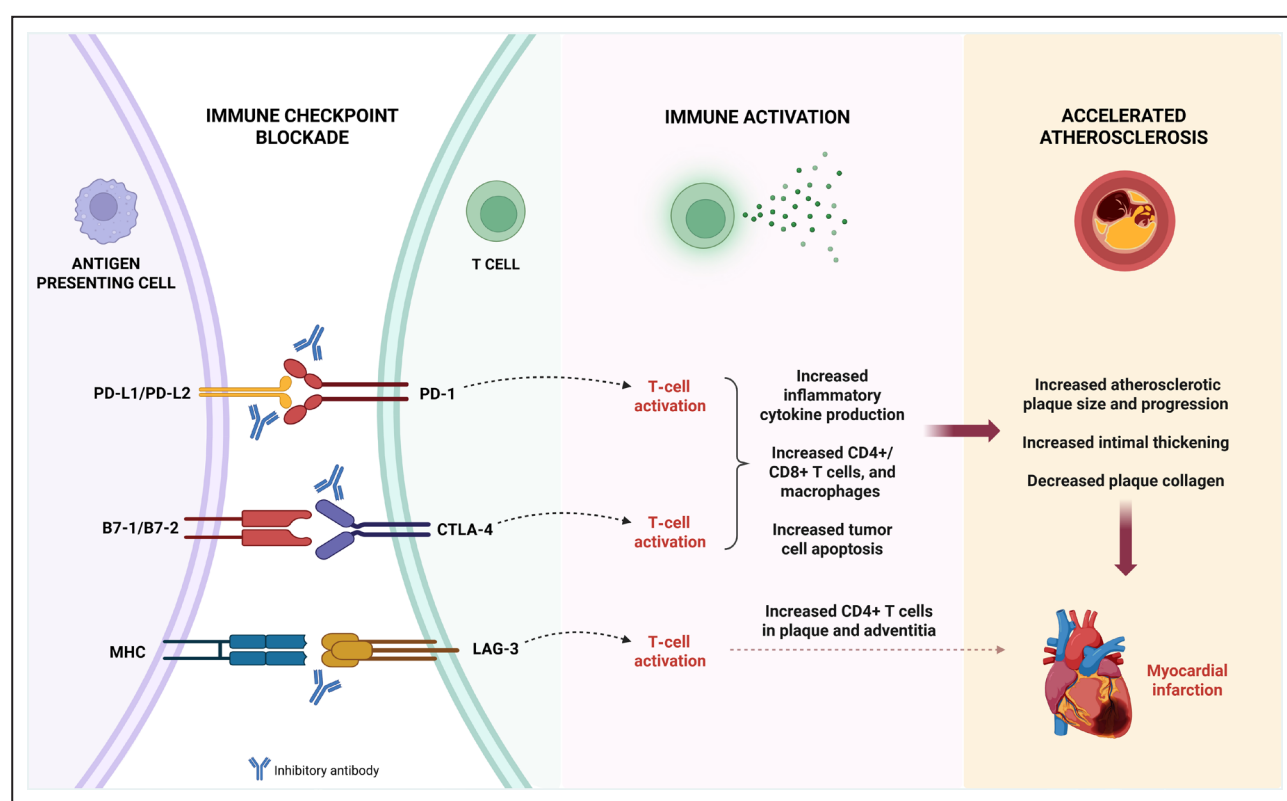 IMMUNE CHECKPOINT
BLOCKADE
IMMUNE ACTIVATION
ACCELERATED
ATHEROSCLEROSIS
ANTIGEN
PRESENTING CELL
T CELL
PD-L1/PD-L2
PD-1
T-cell
activation
Increased
inflammatory
cytokine production
Increased CD4+/
CD8+ T cells, and
macrophages
Increased tumor
cell apoptosis
Increased atherosclerotic
plaque size and progression
Increased intimal thickening
Decreased plaque collagen
B7-1/B7-2
CTLA-4
T-cell
activation
MHC
LAG-3
T-cell
activation
Increased CD4+ T cells
in plaque and adventitia
Myocardial
infarction
Inhibitory antibody